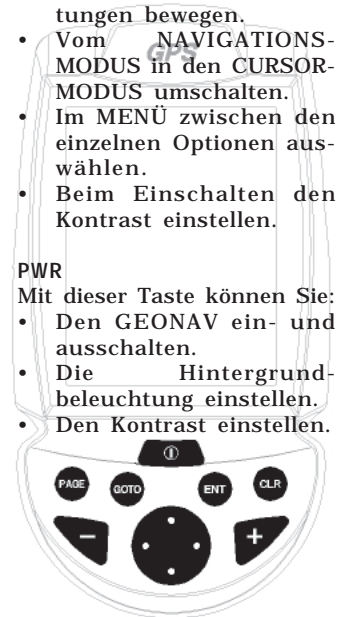 tungen bewegen.
• Vom NAVIGATIONS-
MODUS in den CURSOR-
MODUS umschalten.
• Im MENÜ zwischen den
einzelnen Optionen aus-
wählen.
• Beim Einschalten den
Kontrast einstellen.
GPS
PWR
Mit dieser Taste können Sie:
• Den GEONAV ein- und
ausschalten.
• Die Hintergrund-
beleuchtung einstellen.
• Den Kontrast einstellen.
PAGE GOTO ENT CLR
- +